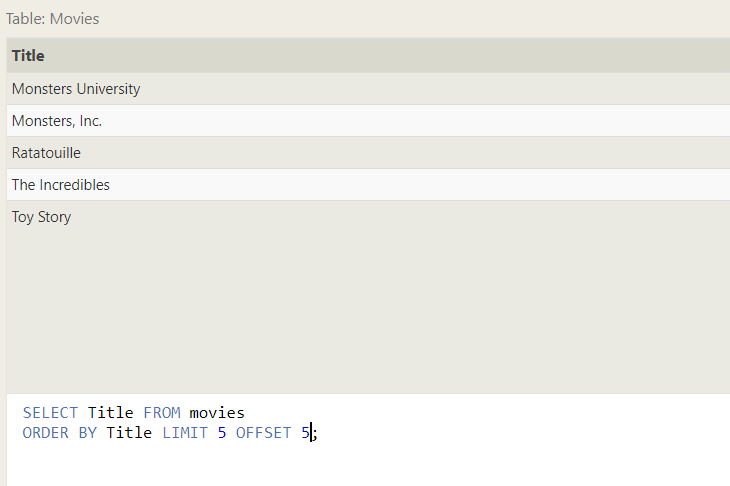 Table: Movies
Title
Monsters University
Monsters, Inc.
Ratatouille
The Incredibles
Toy Story
SELECT Title FROM movies
ORDER BY Title LIMIT 5 OFFSET 5;